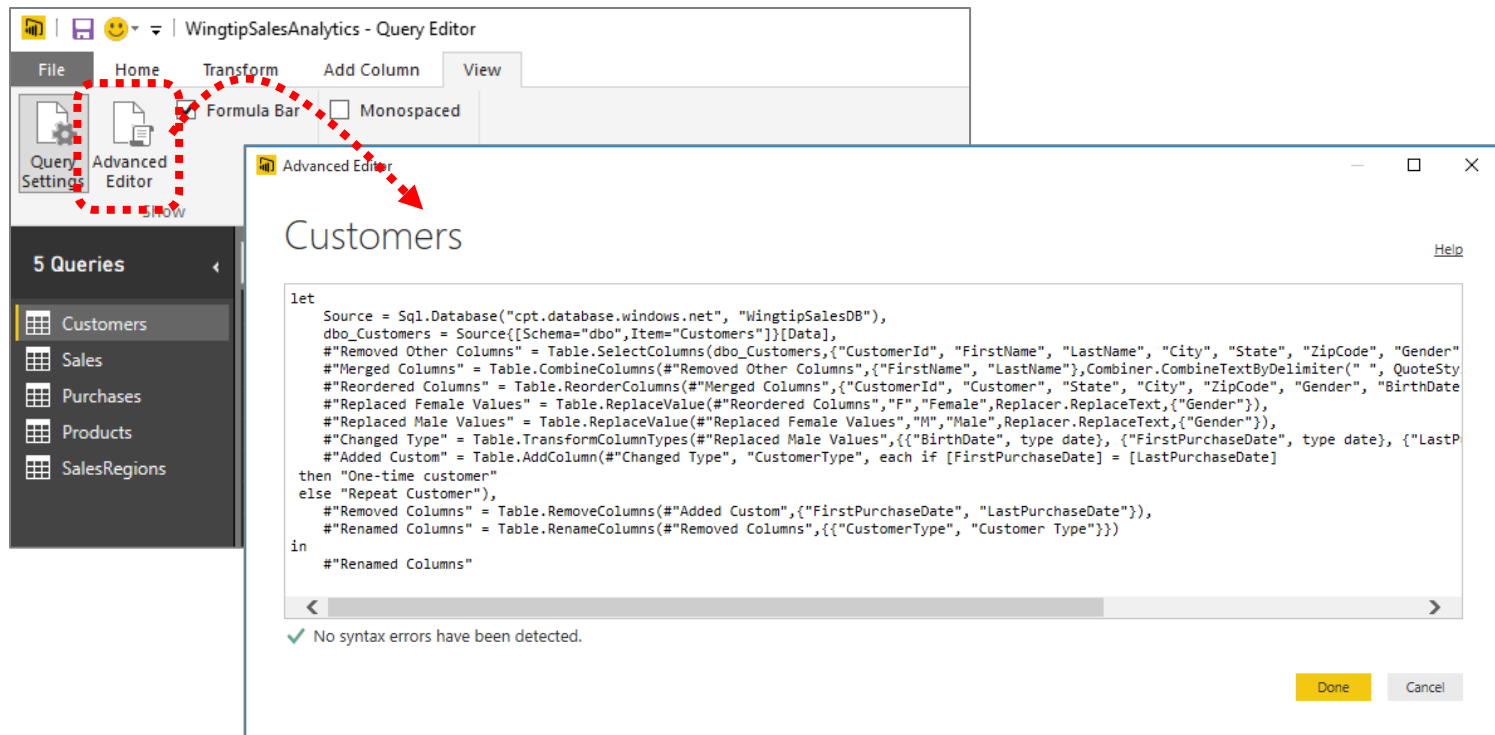 WingtipSalesAnalytics - Query Editor
File Home Transform Add Column View
Formula Bar Monospaced
Query Settings
Advanced Editor
Show
5 Queries
Customers
Sales
Purchases
Products
SalesRegions
Advanced Editor
Customers
Help
let
    Source = Sql.Database("cpt.database.windows.net", "WingtipSalesDB"),
    dbo_Customers = Source{[Schema="dbo",Item="Customers"]}[Data],
    #"Removed Other Columns" = Table.SelectColumns(dbo_Customers,{"CustomerId", "FirstName", "LastName", "City", "State", "ZipCode", "Gender"
    #"Merged Columns" = Table.CombineColumns(#"Removed Other Columns",{"FirstName", "LastName"},Combiner.CombineTextByDelimiter(" ", QuoteSty
    #"Reordered Columns" = Table.ReorderColumns(#"Merged Columns",{"CustomerId", "Customer", "State", "City", "ZipCode", "Gender", "BirthDate
    #"Replaced Female Values" = Table.ReplaceValue(#"Reordered Columns","F","Female",Replacer.ReplaceText,{"Gender"}),
    #"Replaced Male Values" = Table.ReplaceValue(#"Replaced Female Values","M","Male",Replacer.ReplaceText,{"Gender"}),
    #"Changed Type" = Table.TransformColumnTypes(#"Replaced Male Values",{{"BirthDate", type date}, {"FirstPurchaseDate", type date}, {"LastP
    #"Added Custom" = Table.AddColumn(#"Changed Type", "CustomerType", each if [FirstPurchaseDate] = [LastPurchaseDate]
 then "One-time customer"
 else "Repeat Customer"),
    #"Removed Columns" = Table.RemoveColumns(#"Added Custom",{"FirstPurchaseDate", "LastPurchaseDate"}),
    #"Renamed Columns" = Table.RenameColumns(#"Removed Columns",{{"CustomerType", "Customer Type"}})
in
    #"Renamed Columns"
No syntax errors have been detected.
Done Cancel